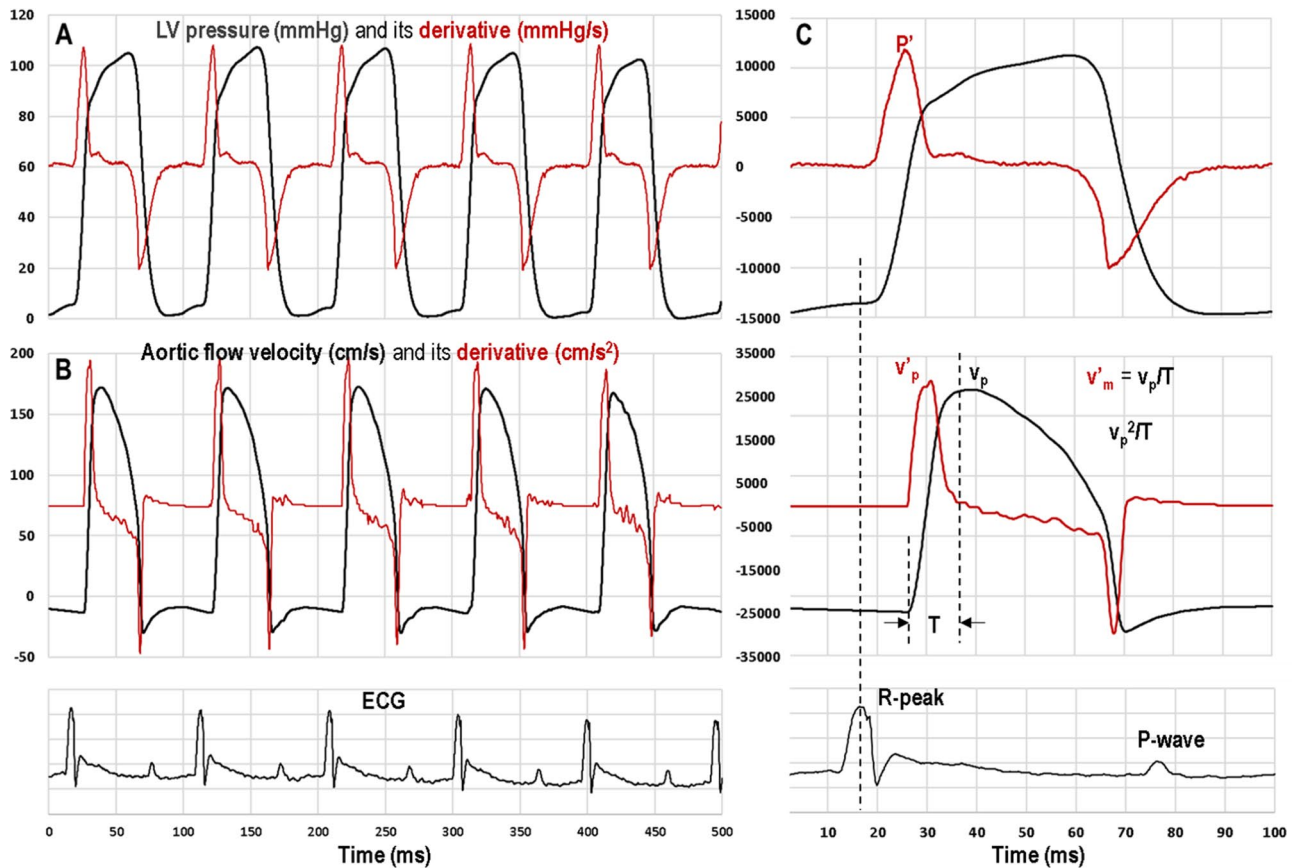 A
LV pressure (mmHg) and its derivative (mmHg/s)
120
100
80
60
40
20
0
C
P'
15000
10000
5000
0
-5000
-10000
-15000
B
Aortic flow velocity (cm/s) and its derivative (cm/s²)
200
150
100
50
0
-50
35000
25000
15000
5000
-5000
-15000
-25000
-35000
v'p
vp
v'm = vp/T
vp²/T
T
ECG
R-peak
P-wave
0 50 100 150 200 250 300 350 400 450 500
Time (ms)
10 20 30 40 50 60 70 80 90 100
Time (ms)